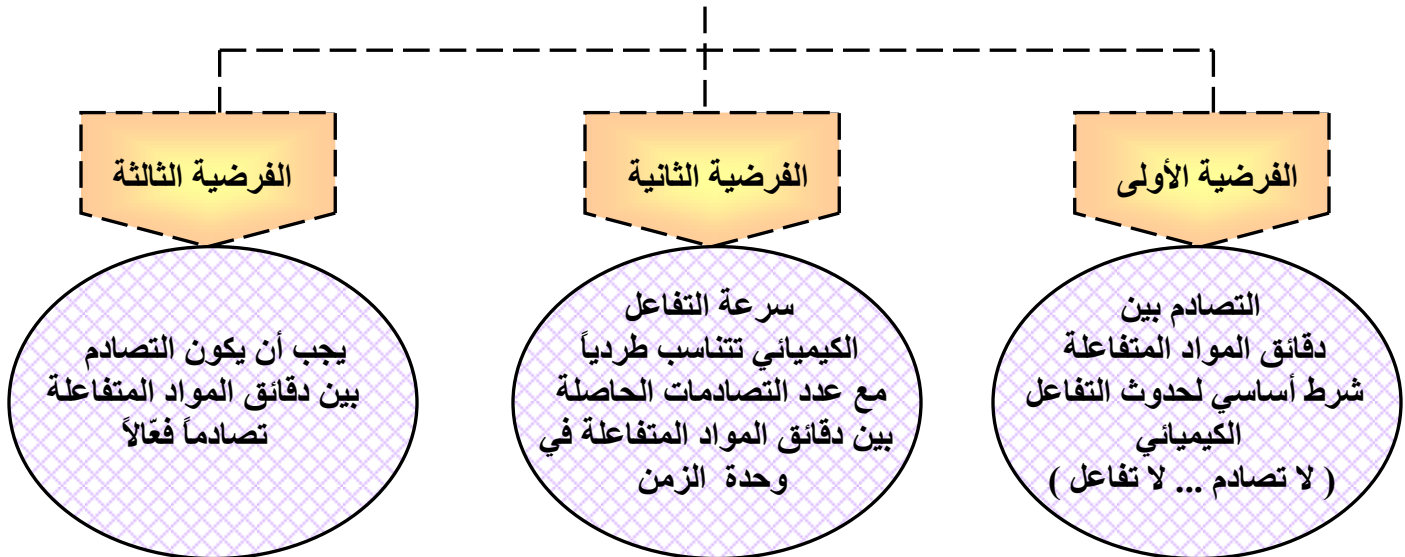 الفرضية الأولى
التصادم بين
دقائق المواد المتفاعلة
شرط أساسي لحدوث التفاعل
الكيميائي
( لا تصادم ... لا تفاعل )
الفرضية الثانية
سرعة التفاعل
الكيميائي تتناسب طردياً
مع عدد التصادمات الحاصلة
بين دقائق المواد المتفاعلة في
وحدة الزمن
الفرضية الثالثة
يجب أن يكون التصادم
بين دقائق المواد المتفاعلة
تصادماً فعّالاً